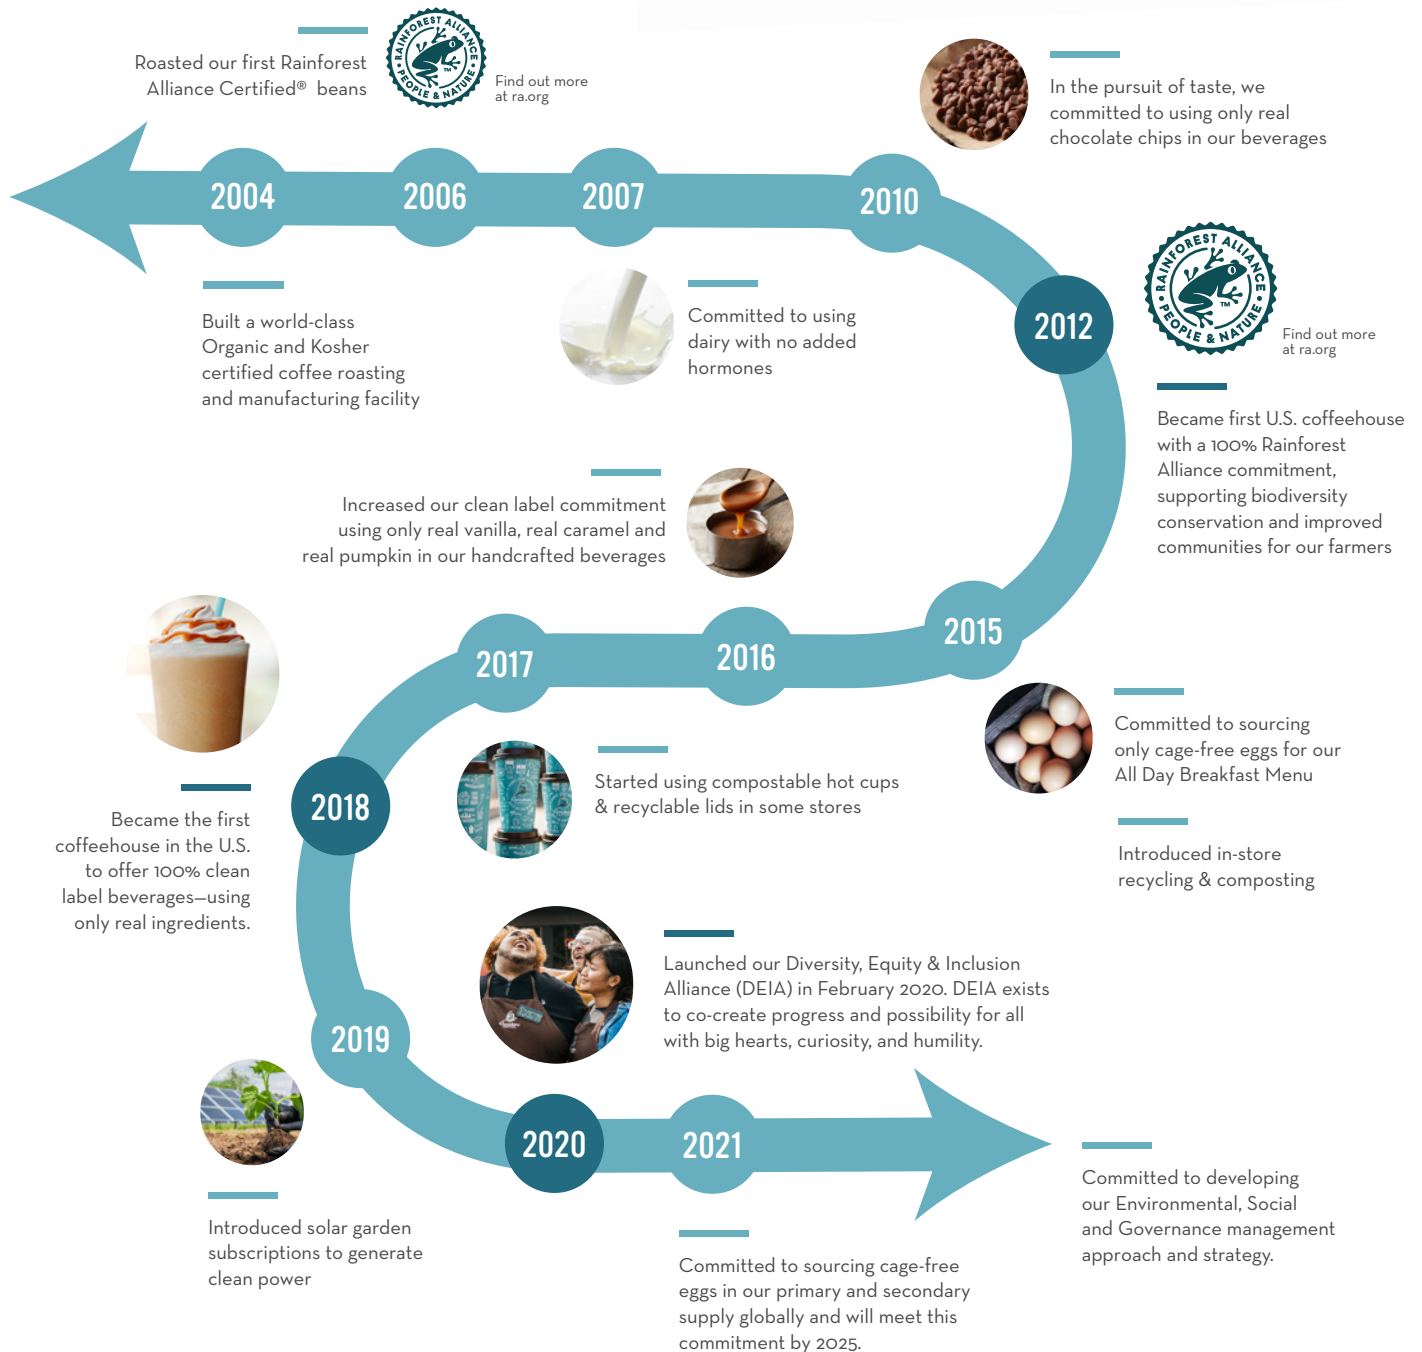 Roasted our first Rainforest
Alliance Certified® beans
RAINFOREST ALLIANCE
PEOPLE & NATURE
TM
Find out more
at ra.org
In the pursuit of taste, we
committed to using only real
chocolate chips in our beverages
2004
2006
2007
2010
Built a world-class
Organic and Kosher
certified coffee roasting
and manufacturing facility
Committed to using
dairy with no added
hormones
2012
RAINFOREST ALLIANCE
PEOPLE & NATURE
TM
Find out more
at ra.org
Became first U.S. coffeehouse
with a 100% Rainforest
Alliance commitment,
supporting biodiversity
conservation and improved
communities for our farmers
Increased our clean label commitment
using only real vanilla, real caramel and
real pumpkin in our handcrafted beverages
2015
2016
2017
Committed to sourcing
only cage-free eggs for our
All Day Breakfast Menu
Introduced in-store
recycling & composting
Started using compostable hot cups
& recyclable lids in some stores
2018
Became the first
coffeehouse in the U.S.
to offer 100% clean
label beverages—using
only real ingredients.
Launched our Diversity, Equity & Inclusion
Alliance (DEIA) in February 2020. DEIA exists
to co-create progress and possibility for all
with big hearts, curiosity, and humility.
2019
Introduced solar garden
subscriptions to generate
clean power
2020
2021
Committed to sourcing cage-free
eggs in our primary and secondary
supply globally and will meet this
commitment by 2025.
Committed to developing
our Environmental, Social
and Governance management
approach and strategy.